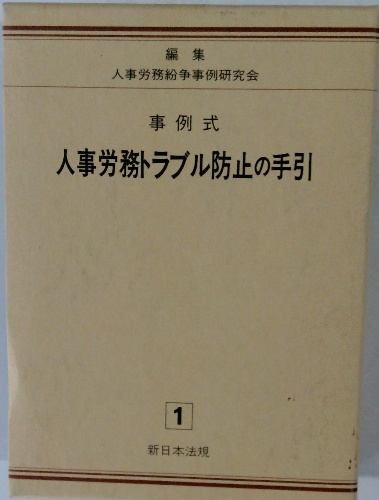 編集
人事労務紛争事例研究会
事例式
人事労務トラブル防止の手引
1
新日本法規